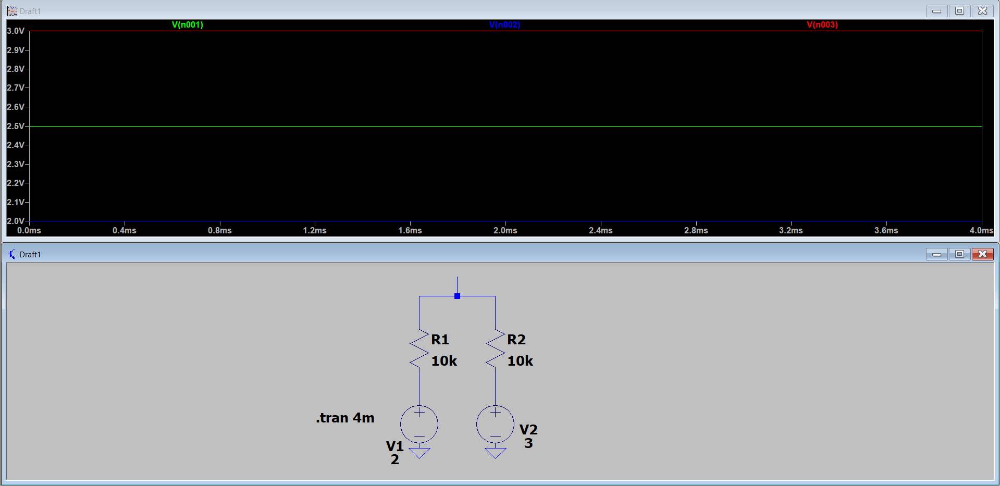 Draft1
V(n001) V(n002) V(n003)
3.0V
2.9V
2.8V
2.7V
2.6V
2.5V
2.4V
2.3V
2.2V
2.1V
2.0V
0.0ms 0.4ms 0.8ms 1.2ms 1.6ms 2.0ms 2.4ms 2.8ms 3.2ms 3.6ms 4.0ms
Draft1
R1 R2
10k 10k
.tran 4m
V2
3
V1
2